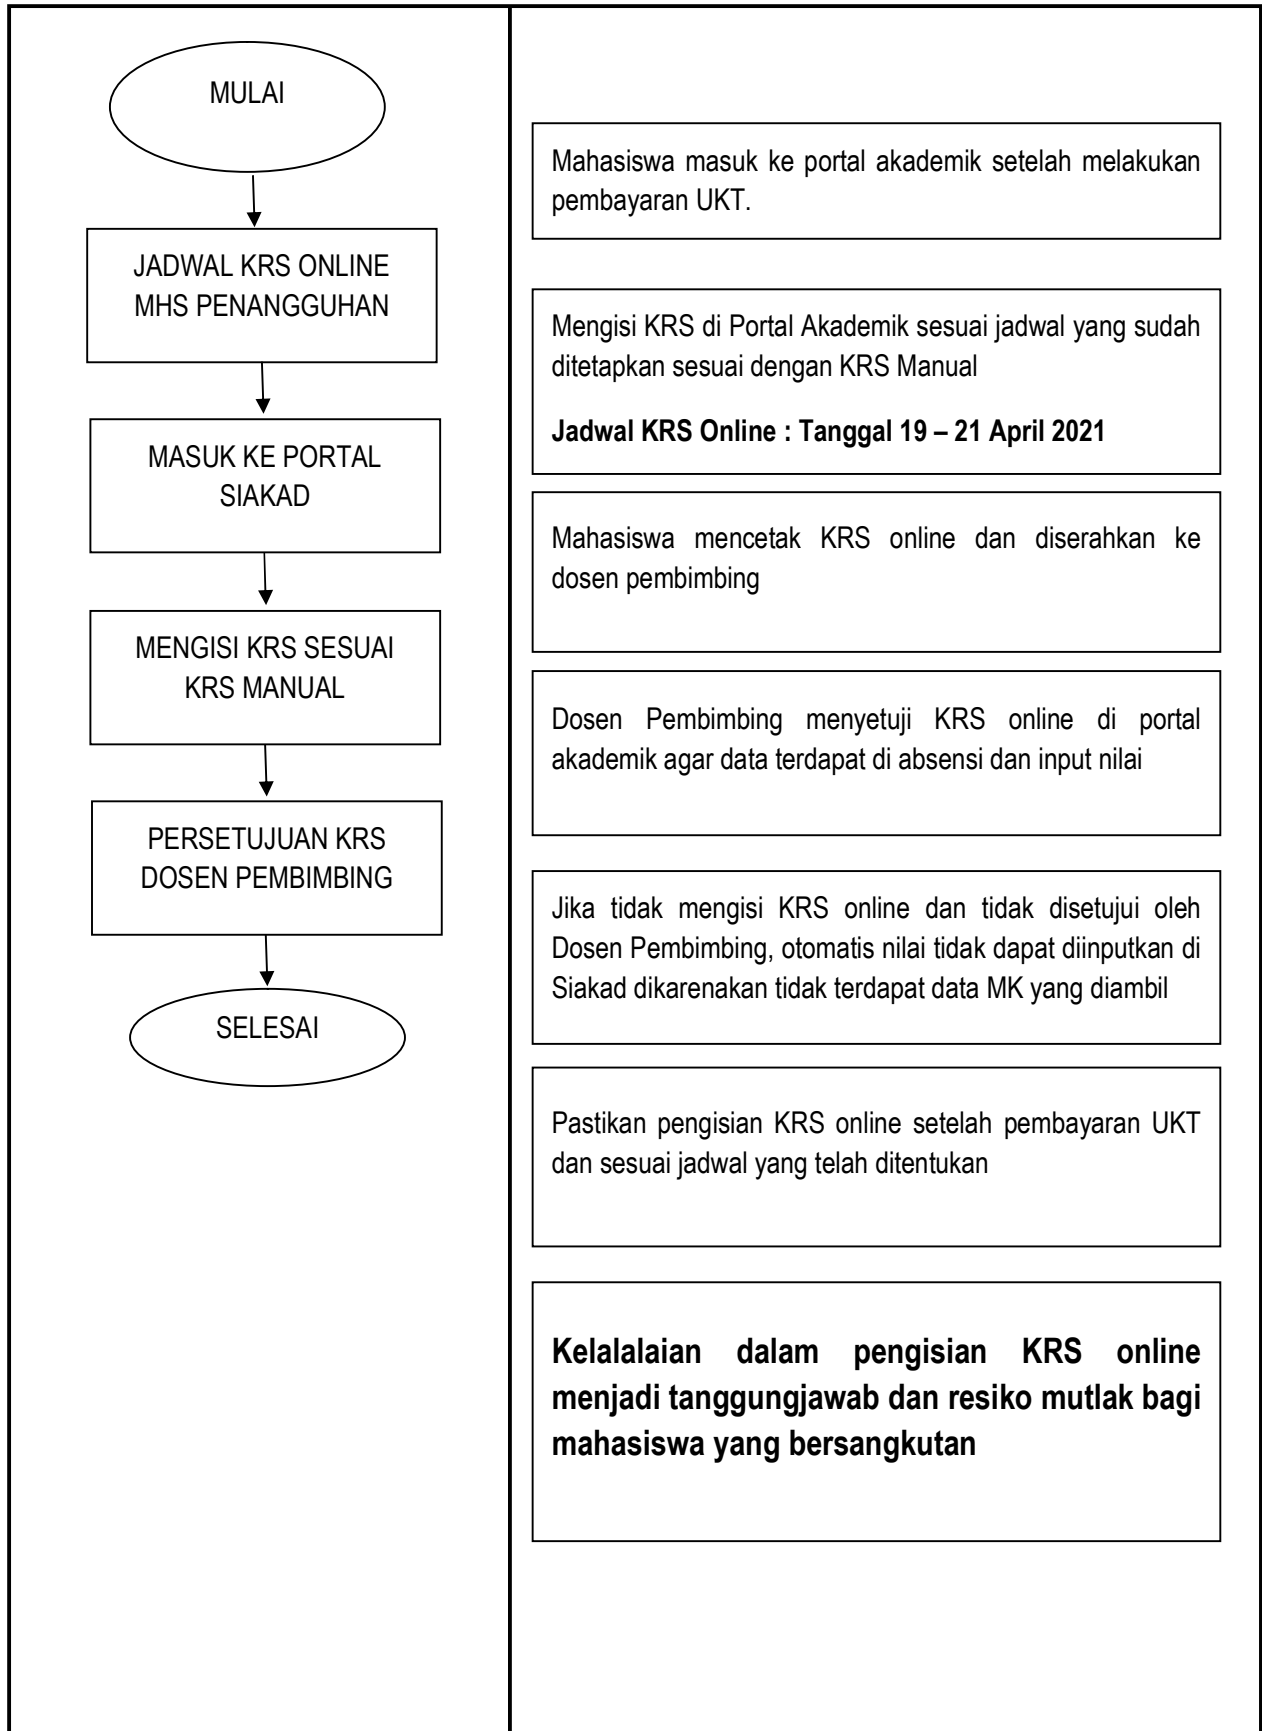 MULAI
JADWAL KRS ONLINE
MHS PENANGGUHAN
MASUK KE PORTAL
SIAKAD
MENGISI KRS SESUAI
KRS MANUAL
PERSETUJUAN KRS
DOSEN PEMBIMBING
SELESAI
Mahasiswa masuk ke portal akademik setelah melakukan
pembayaran UKT.
Mengisi KRS di Portal Akademik sesuai jadwal yang sudah
ditetapkan sesuai dengan KRS Manual
Jadwal KRS Online : Tanggal 19 – 21 April 2021
Mahasiswa mencetak KRS online dan diserahkan ke
dosen pembimbing
Dosen Pembimbing menyetuji KRS online di portal
akademik agar data terdapat di absensi dan input nilai
Jika tidak mengisi KRS online dan tidak disetujui oleh
Dosen Pembimbing, otomatis nilai tidak dapat diinputkan di
Siakad dikarenakan tidak terdapat data MK yang diambil
Pastikan pengisian KRS online setelah pembayaran UKT
dan sesuai jadwal yang telah ditentukan
Kelalalaian dalam pengisian KRS online
menjadi tanggungjawab dan resiko mutlak bagi
mahasiswa yang bersangkutan